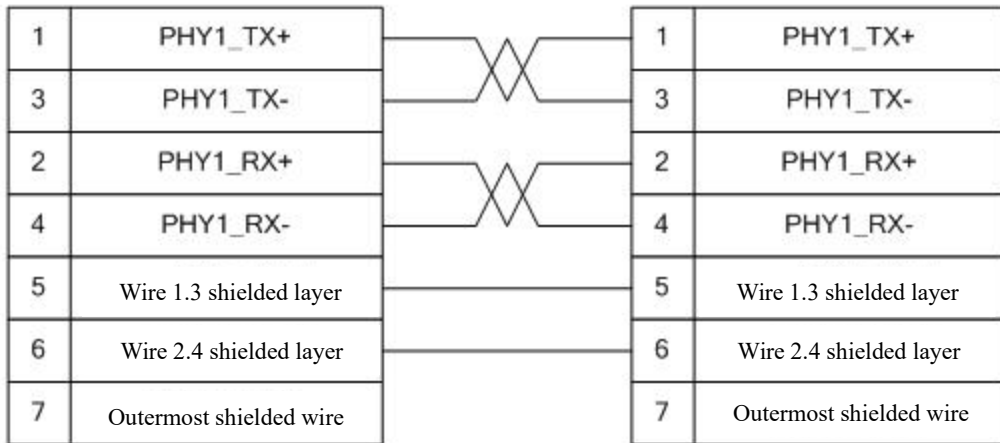 1 PHY1_TX+ 1 PHY1_TX+
3 PHY1_TX- 3 PHY1_TX-
2 PHY1_RX+ 2 PHY1_RX+
4 PHY1_RX- 4 PHY1_RX-
5 Wire 1.3 shielded layer 5 Wire 1.3 shielded layer
6 Wire 2.4 shielded layer 6 Wire 2.4 shielded layer
7 Outermost shielded wire 7 Outermost shielded wire